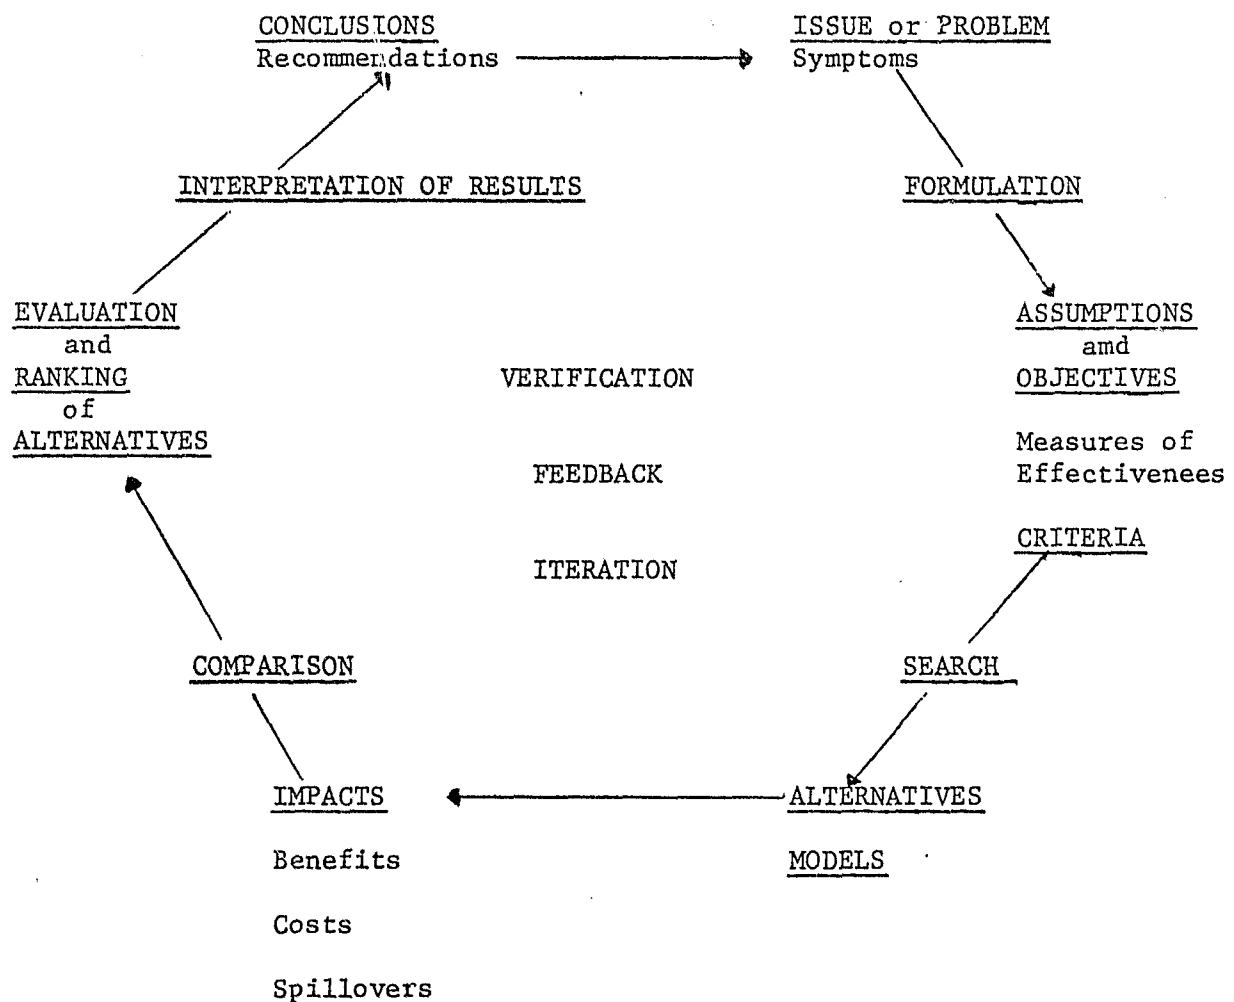 CONCLUSIONS
Recommendations
ISSUE or PROBLEM
Symptoms
INTERPRETATION OF RESULTS
FORMULATION
EVALUATION
and
RANKING
of
ALTERNATIVES
VERIFICATION
FEEDBACK
ITERATION
ASSUMPTIONS
amd
OBJECTIVES
Measures of
Effectivenees
CRITERIA
COMPARISON
SEARCH
IMPACTS
Benefits
Costs
Spillovers
ALTERNATIVES
MODELS